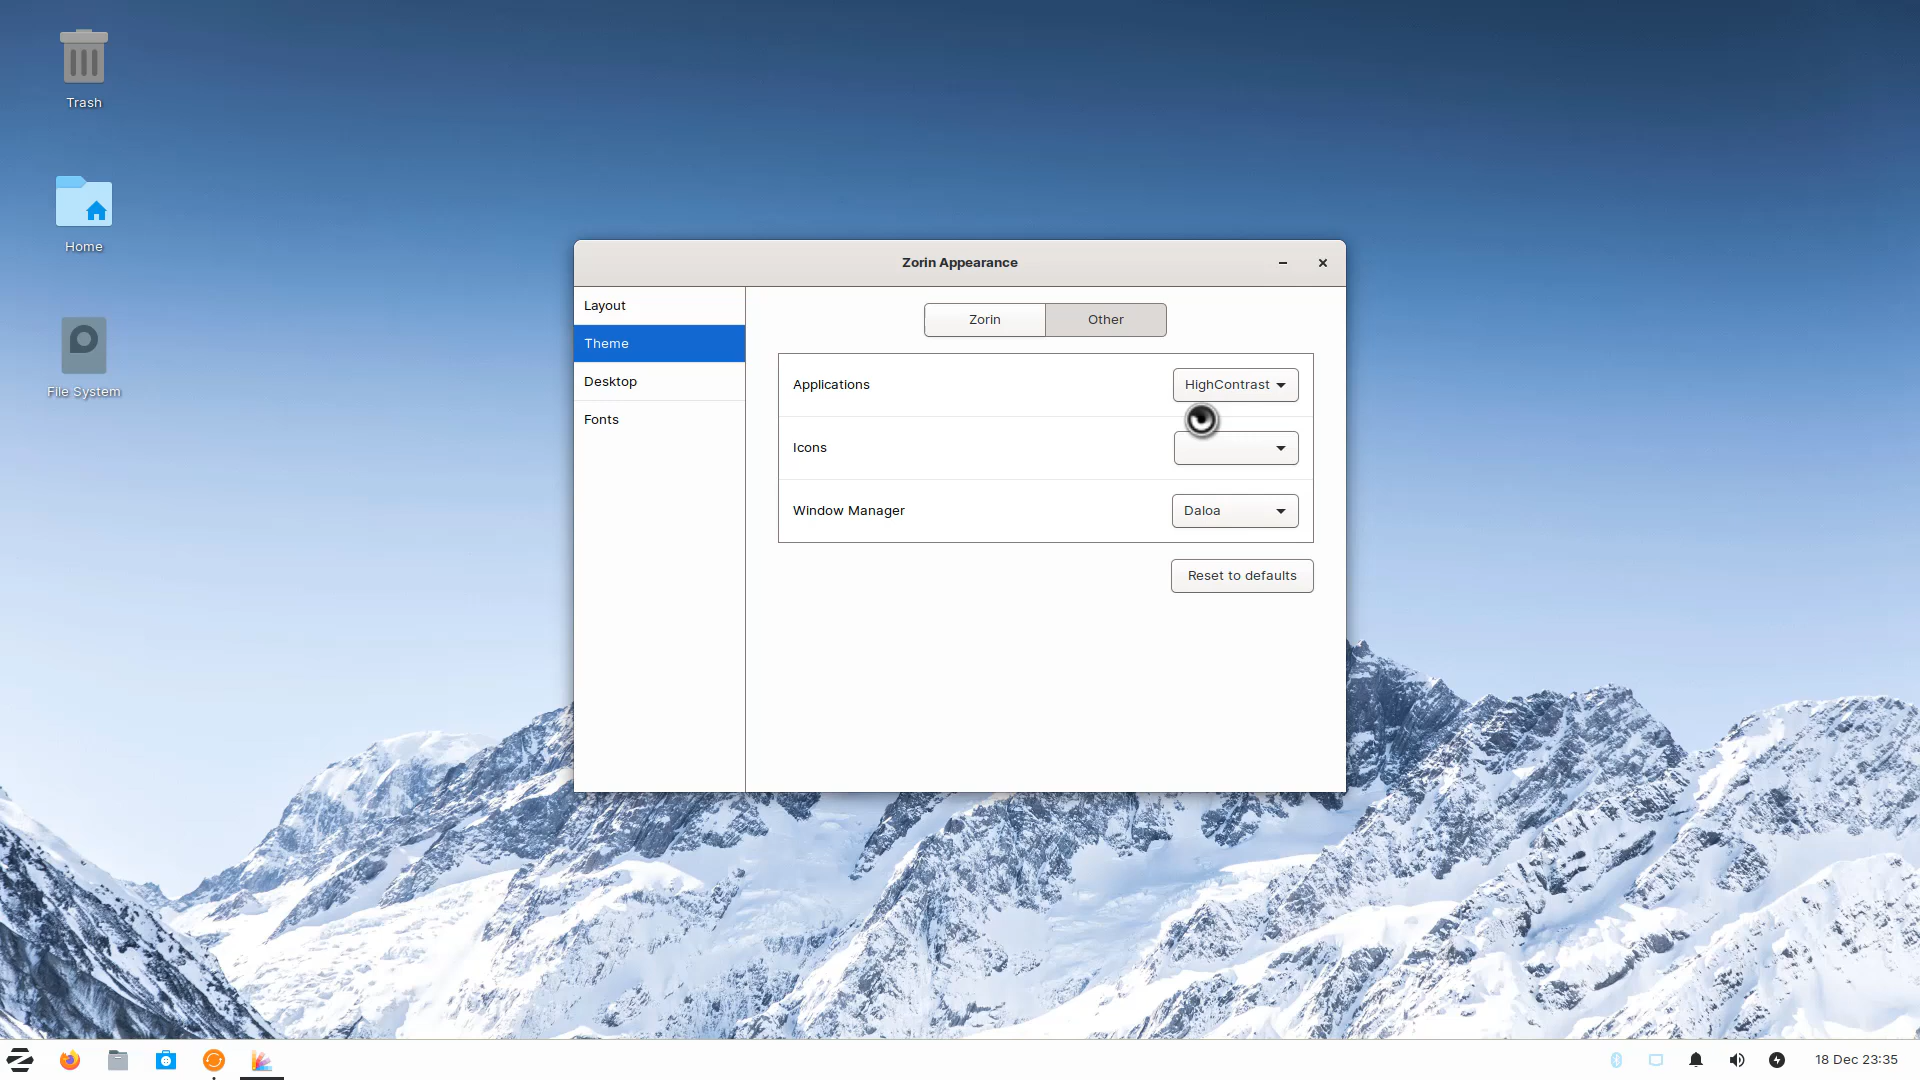 Trash
Home
File System
Zorin Appearance
Layout
Theme
Desktop
Fonts
Zorin
Other
Applications
HighContrast
Icons
Window Manager
Daloa
Reset to defaults
18 Dec 23:35